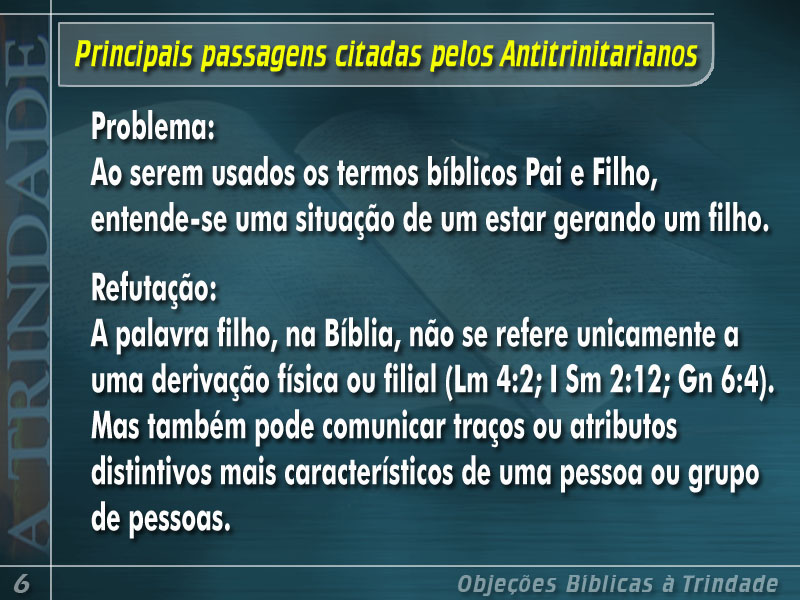 Principais passagens citadas pelos Antitrinitarianos
A TRINDADE
Problema:
Ao serem usados os termos bíblicos Pai e Filho,
entende-se uma situação de um estar gerando um filho.
Refutação:
A palavra filho, na Bíblia, não se refere unicamente a
uma derivação física ou filial (Lm 4:2; I Sm 2:12; Gn 6:4).
Mas também pode comunicar traços ou atributos
distintivos mais característicos de uma pessoa ou grupo
de pessoas.
6
Objeções Bíblicas à Trindade